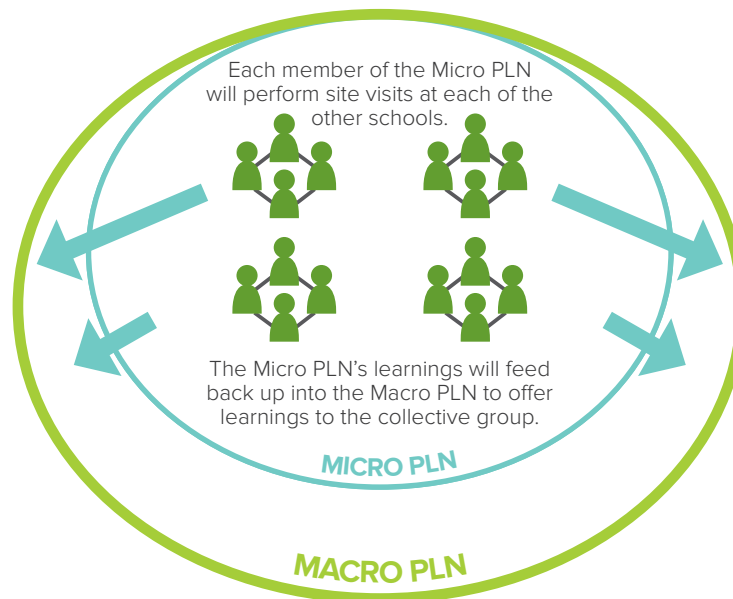 Each member of the Micro PLN
will perform site visits at each of the
other schools.
The Micro PLN’s learnings will feed
back up into the Macro PLN to offer
learnings to the collective group.
MICRO PLN
MACRO PLN